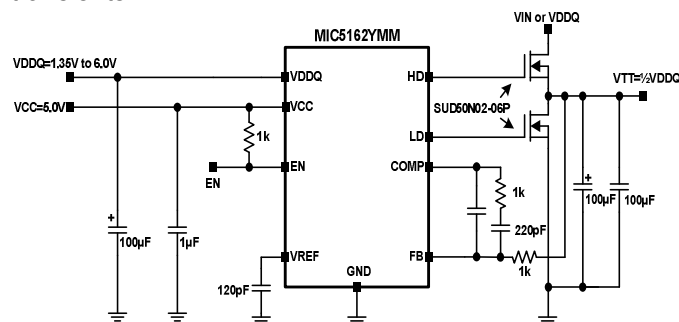 VIN or VDDQ
MIC5162YMM
VDDQ=1.35V to 6.0V
VDDQ
HD
VTT=½VDDQ
VCC=5.0V
VCC
SUD50N02-06P
1k
LD
EN
EN
COMP
1k
100µF
1µF
220pF
100µF
100µF
VREF
FB
1k
GND
120pF